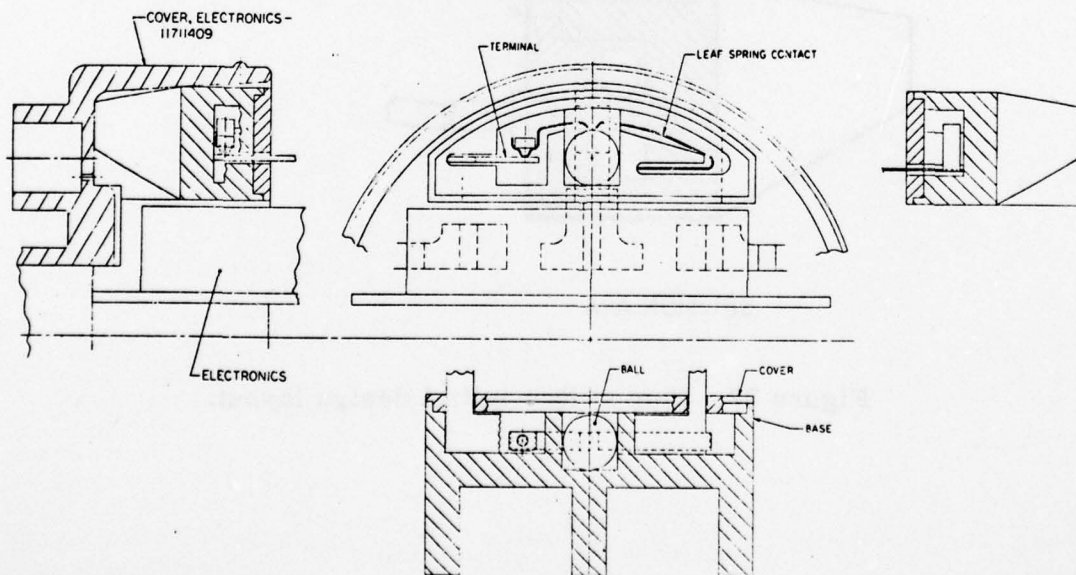 COVER, ELECTRONICS-
11711409
TERMINAL
LEAF SPRING CONTACT
ELECTRONICS
BALL
COVER
BASE